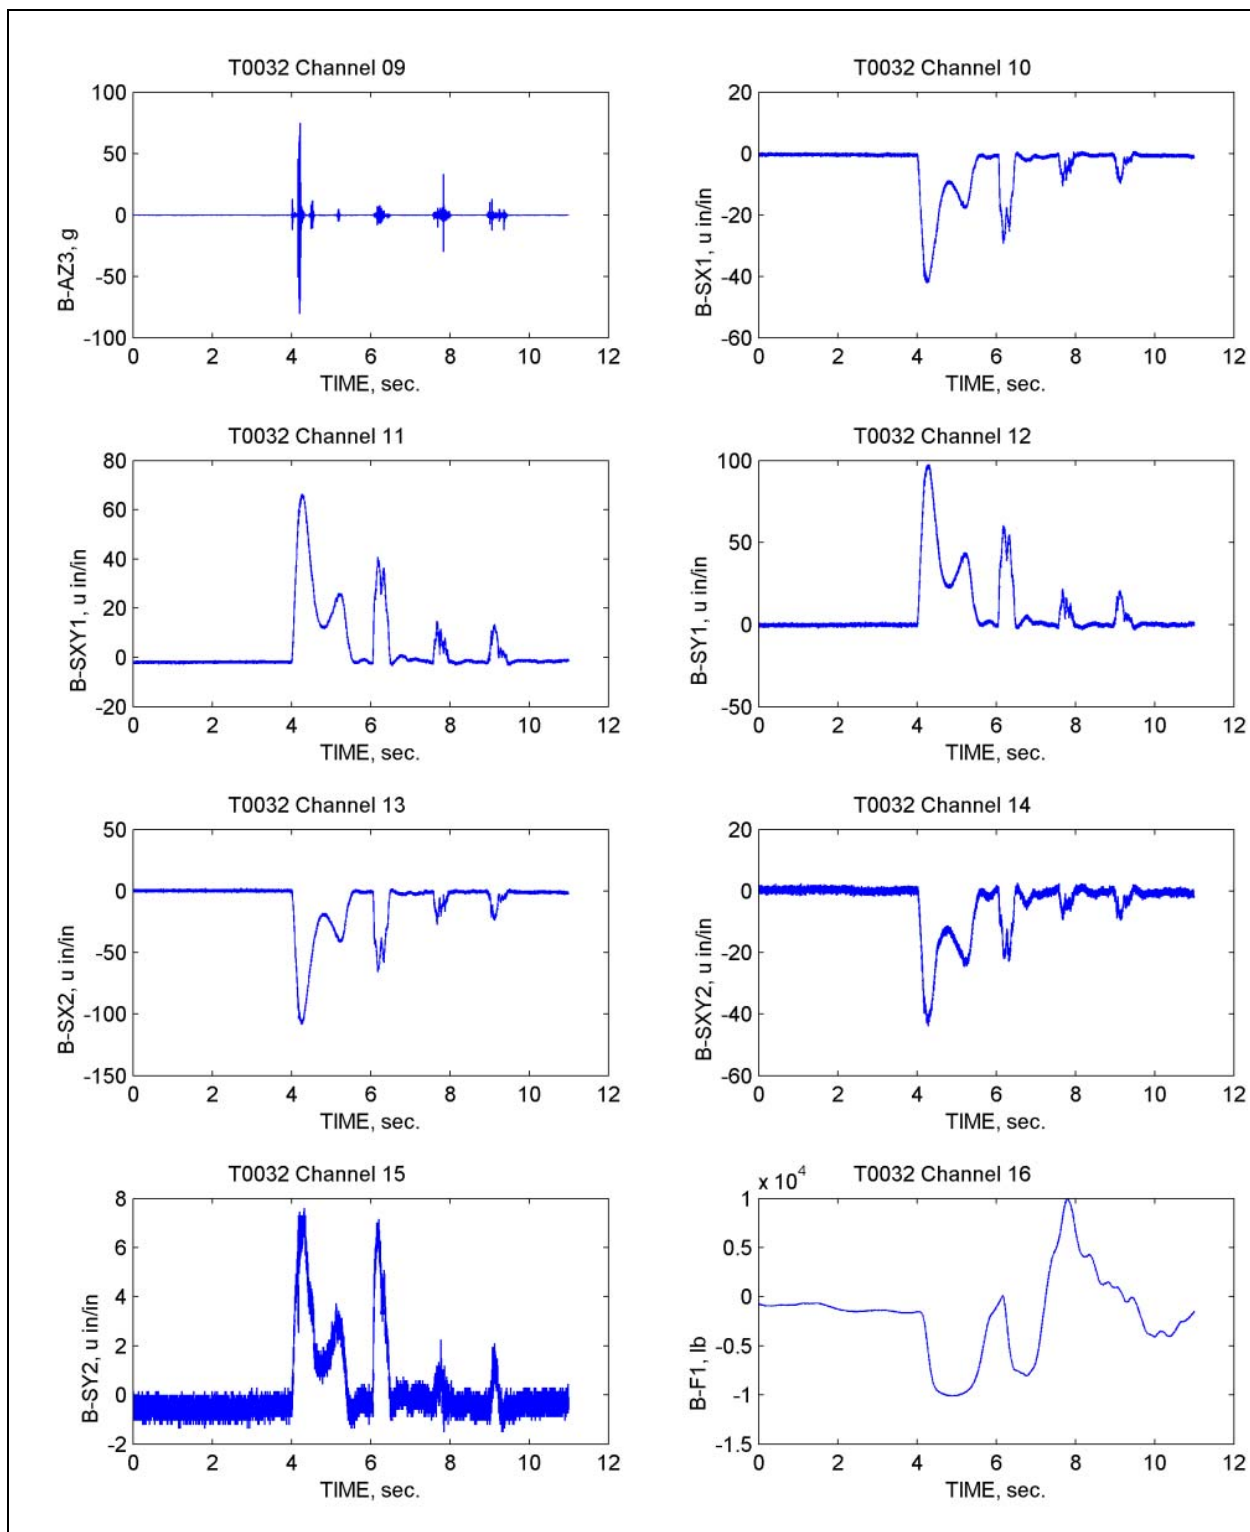 T0032 Channel 09
100
50
0
-50
-100
B-AZ3, g
0 2 4 6 8 10 12
TIME, sec.
T0032 Channel 10
20
0
-20
-40
-60
B-SX1, u in/in
0 2 4 6 8 10 12
TIME, sec.
T0032 Channel 11
80
60
40
20
0
-20
B-SXY1, u in/in
0 2 4 6 8 10 12
TIME, sec.
T0032 Channel 12
100
50
0
-50
B-SY1, u in/in
0 2 4 6 8 10 12
TIME, sec.
T0032 Channel 13
50
0
-50
-100
-150
B-SX2, u in/in
0 2 4 6 8 10 12
TIME, sec.
T0032 Channel 14
20
0
-20
-40
-60
B-SXY2, u in/in
0 2 4 6 8 10 12
TIME, sec.
T0032 Channel 15
8
6
4
2
0
-2
B-SY2, u in/in
0 2 4 6 8 10 12
TIME, sec.
x 10⁴ T0032 Channel 16
1
0.5
0
-0.5
-1
-1.5
B-F1, lb
0 2 4 6 8 10 12
TIME, sec.